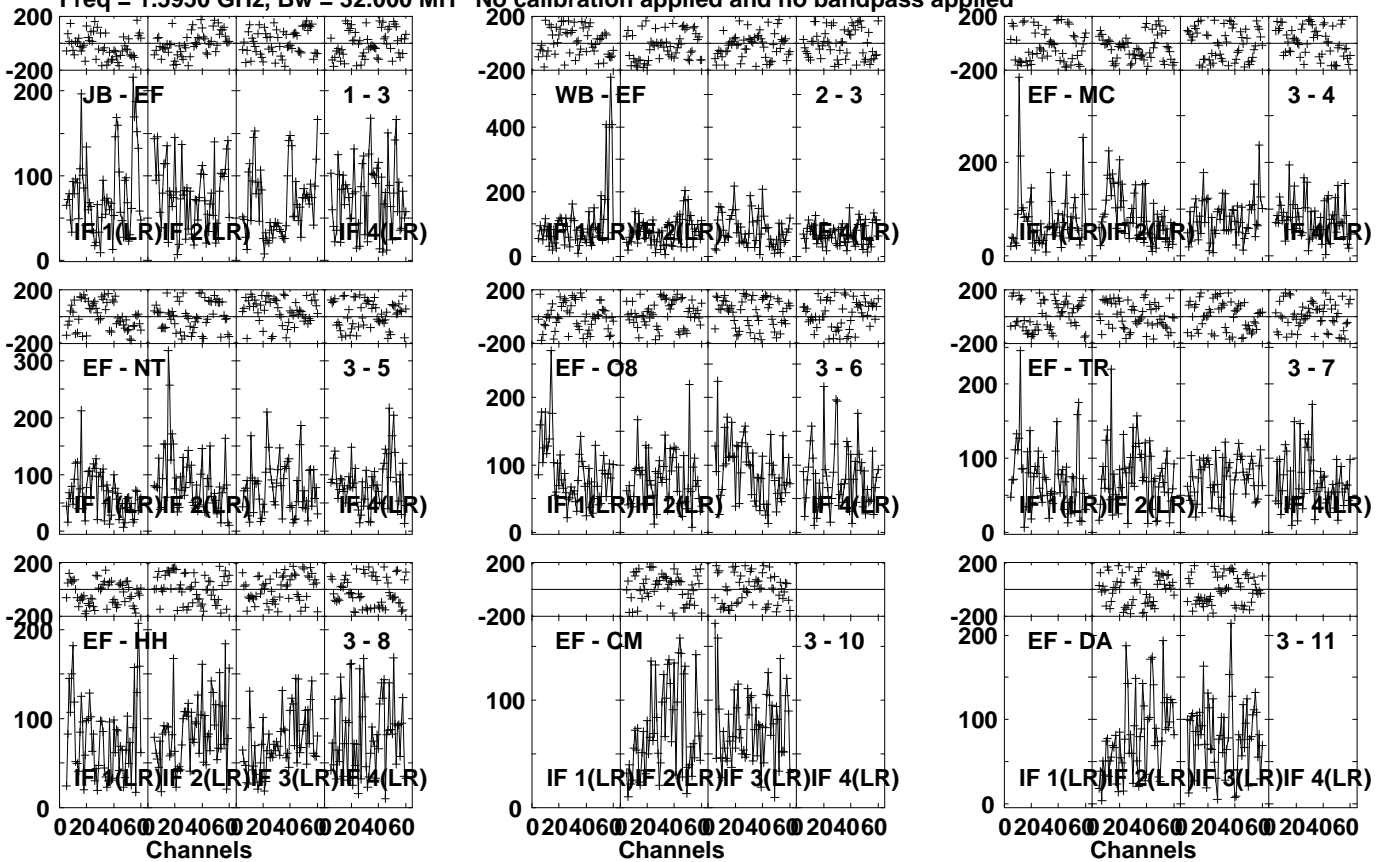 Freq = 1.5950 GHz, Bw = 32.000 MH No calibration applied and no bandpass applied
200
-200
200
100
0
JB - EF
1 - 3
IF 1(LR)
IF 2(LR)
IF 4(LR)
200
-200
400
200
0
WB - EF
2 - 3
IF 1(LR)
IF 2(LR)
IF 4(LR)
200
-200
200
0
EF - MC
3 - 4
IF 1(LR)
IF 2(LR)
IF 4(LR)
200
-200
300
200
100
0
EF - NT
3 - 5
IF 1(LR)
IF 2(LR)
IF 4(LR)
200
-200
200
100
0
EF - O8
3 - 6
IF 1(LR)
IF 2(LR)
IF 4(LR)
200
-200
200
100
0
EF - TR
3 - 7
IF 1(LR)
IF 2(LR)
IF 4(LR)
200
-200
200
100
0
EF - HH
3 - 8
IF 1(LR)
IF 2(LR)
IF 3(LR)
IF 4(LR)
0 20 40 60 0 20 40 60 0 20 40 60 0 20 40 60
Channels
200
-200
100
0
EF - CM
3 - 10
IF 1(LR)
IF 2(LR)
IF 3(LR)
IF 4(LR)
0 20 40 60 0 20 40 60 0 20 40 60 0 20 40 60
Channels
200
-200
200
100
0
EF - DA
3 - 11
IF 1(LR)
IF 2(LR)
IF 3(LR)
IF 4(LR)
0 20 40 60 0 20 40 60 0 20 40 60 0 20 40 60
Channels